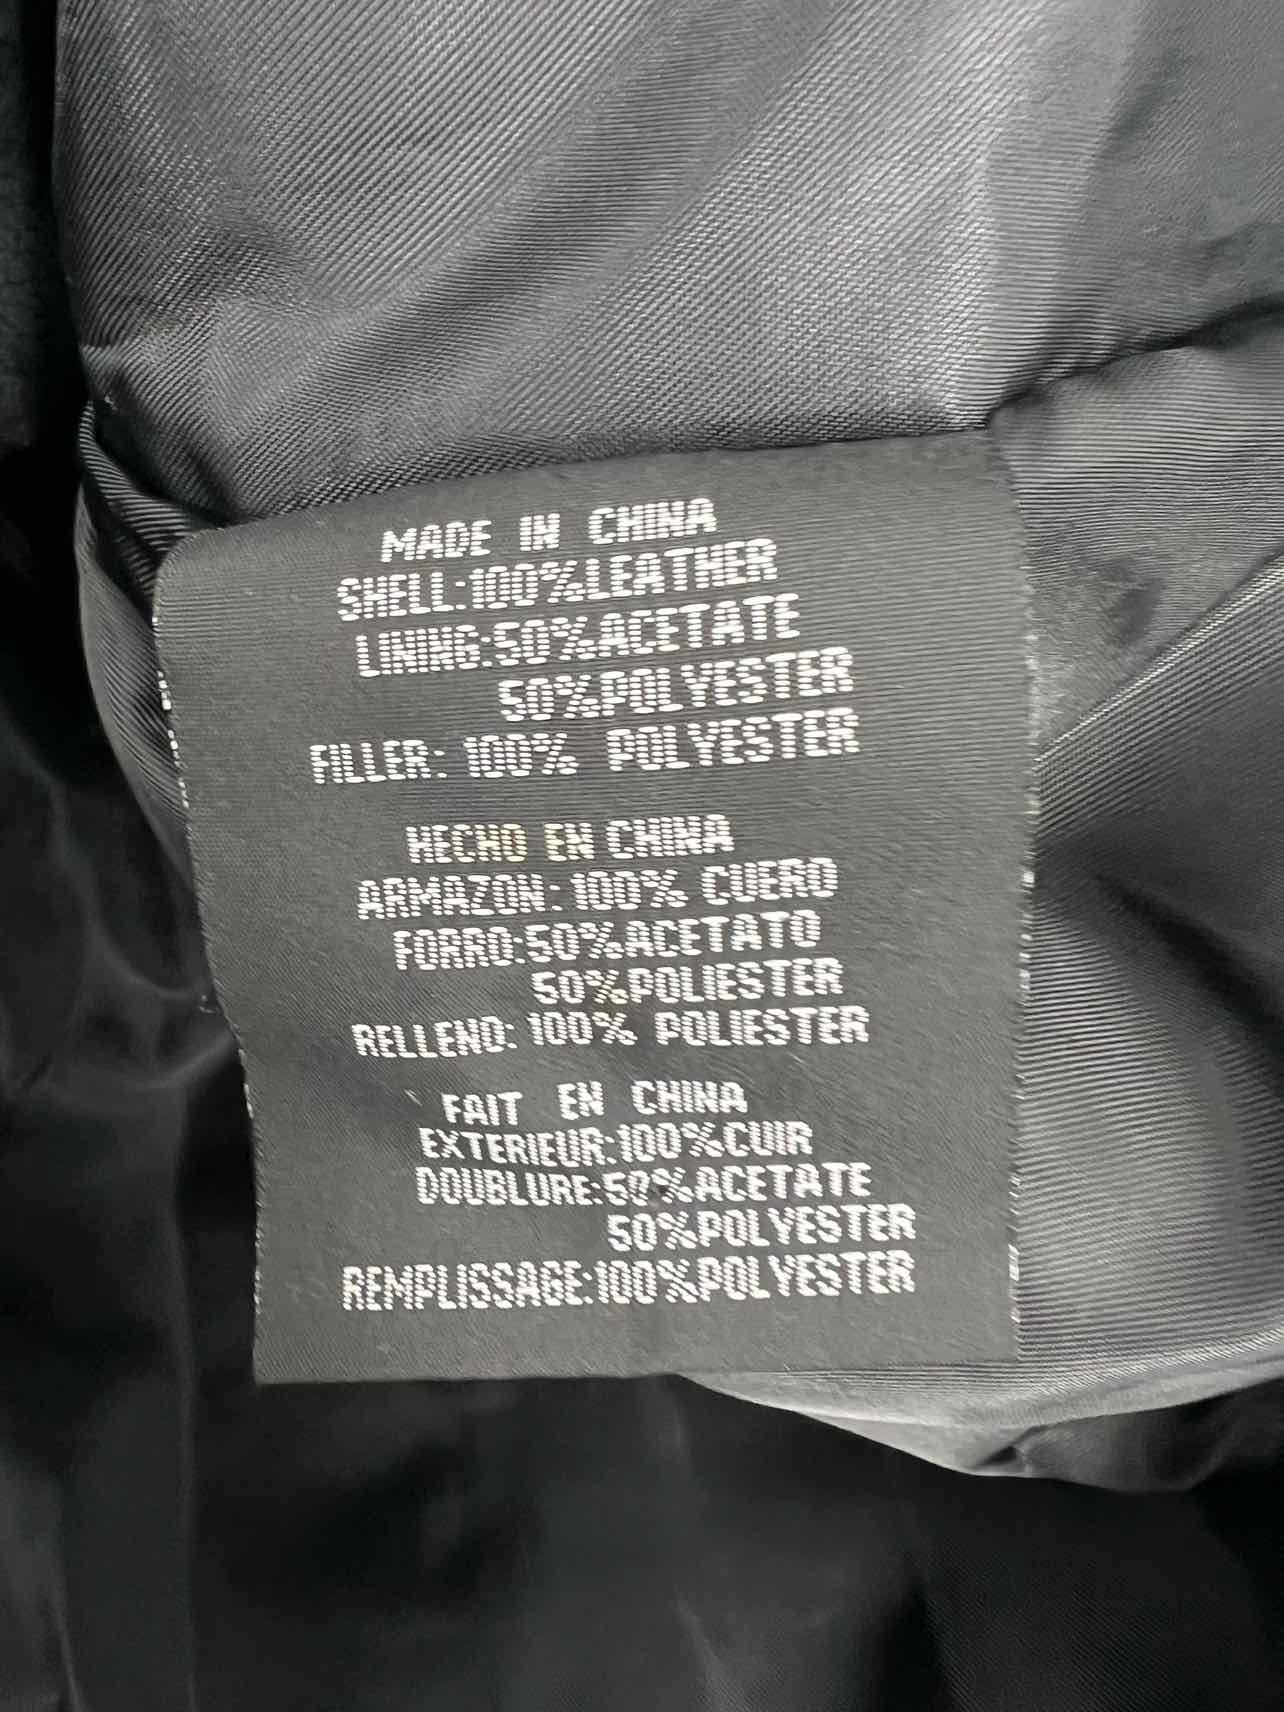 MADE IN CHINA
SHELL:100%LEATHER
LINING:50%ACETATE
50%POLYESTER
FILLER: 100% POLYESTER
HECHO EN CHINA
ARMAZON: 100% CUERO
FORRO:50%ACETATO
50%POLIESTER
RELLENO: 100% POLIESTER
FAIT EN CHINA
EXTERIEUR:100%CUIR
DOUBLURE:50%ACETATE
50%POLYESTER
REMPLISSAGE:100%POLYESTER